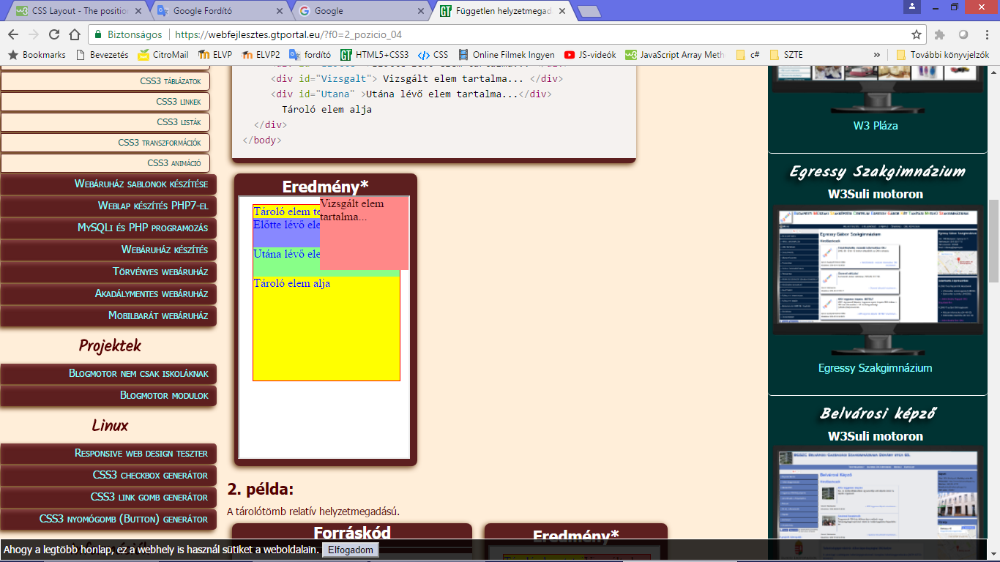 CSS Layout - The position
Google Fordító
Google
Független helyzetmegad
Biztonságos
https://webfejlesztes.gtportal.eu/?f0=2_pozicio_04
Bookmarks
Bevezetés
CitroMail
ELVP
ELVP2
fordító
HTML5+CSS3
CSS
Online Filmek Ingyen
JS-videók
JavaScript Array Meth
c#
SZTE
»
További könyvjelzők
CSS3 táblázatok
CSS3 linkek
CSS3 listák
CSS3 transzformációk
CSS3 animáció
Webáruház sablonok készítése
Weblap készítés PHP7-el
MySQLi és PHP programozás
Webáruház készítés
Törvényes webáruház
Akadálymentes webáruház
Mobilbarát webáruház
Projektek
Blogmotor nem csak iskoláknak
Blogmotor modulok
Linux
Responsive web design teszter
CSS3 checkbox generátor
CSS3 link gomb generátor
CSS3 nyomógomb (Button) generátor
<div id="Vizsgalt"> Vizsgált elem tartalma... </div>
<div id="Utana" >Utána lévő elem tartalma...</div>
Tároló elem alja
</div>
</body>
Eredmény*
Vizsgált elem
tartalma...
Tároló elem te
Előtte lévő ele
Utána lévő ele
Tároló elem alja
2. példa:
A tárolótömb relatív helyzetmegadású.
Forráskód
Eredmény*
W3 Pláza
Egressy Szakgimnázium
W3Suli motoron
Egressy Gábor Szakgimnázium
Egressy Szakgimnázium
Belvárosi képző
W3Suli motoron
Belvárosi Képző
Ahogy a legtöbb honlap, ez a webhely is használ sütiket a weboldalain.
Elfogadom